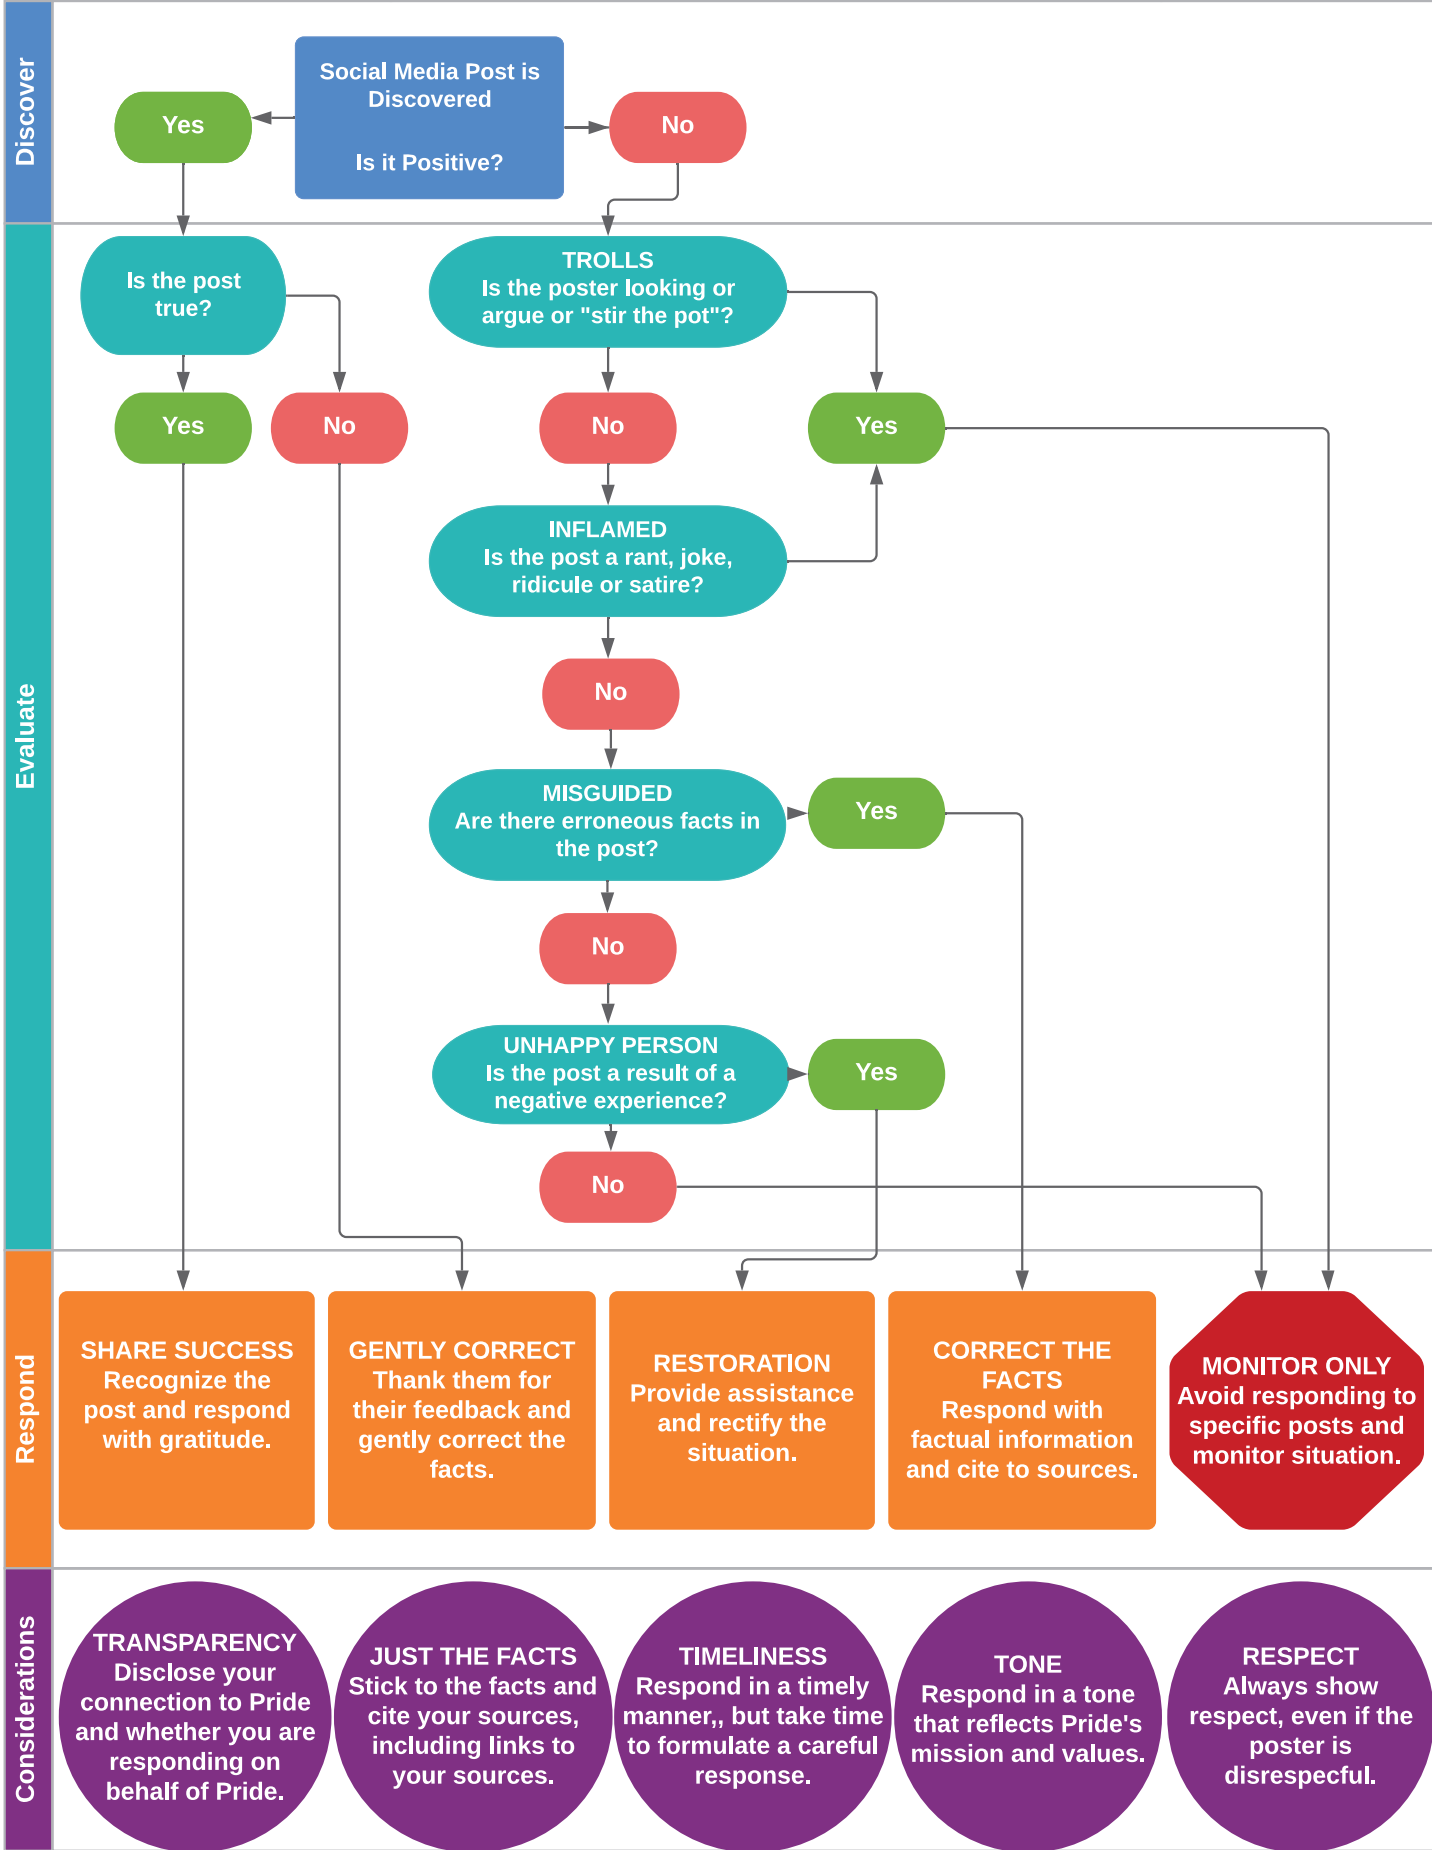 Discover
Social Media Post is
Discovered
Is it Positive?
Yes
No
Evaluate
Is the post
true?
Yes
No
TROLLS
Is the poster looking or
argue or "stir the pot"?
No
Yes
INFLAMED
Is the post a rant, joke,
ridicule or satire?
No
MISGUIDED
Are there erroneous facts in
the post?
Yes
No
UNHAPPY PERSON
Is the post a result of a
negative experience?
Yes
No
Respond
SHARE SUCCESS
Recognize the
post and respond
with gratitude.
GENTLY CORRECT
Thank them for
their feedback and
gently correct the
facts.
RESTORATION
Provide assistance
and rectify the
situation.
CORRECT THE
FACTS
Respond with
factual information
and cite to sources.
MONITOR ONLY
Avoid responding to
specific posts and
monitor situation.
Considerations
TRANSPARENCY
Disclose your
connection to Pride
and whether you are
responding on
behalf of Pride.
JUST THE FACTS
Stick to the facts and
cite your sources,
including links to
your sources.
TIMELINESS
Respond in a timely
manner,, but take time
to formulate a careful
response.
TONE
Respond in a tone
that reflects Pride's
mission and values.
RESPECT
Always show
respect, even if the
poster is
disrespecful.